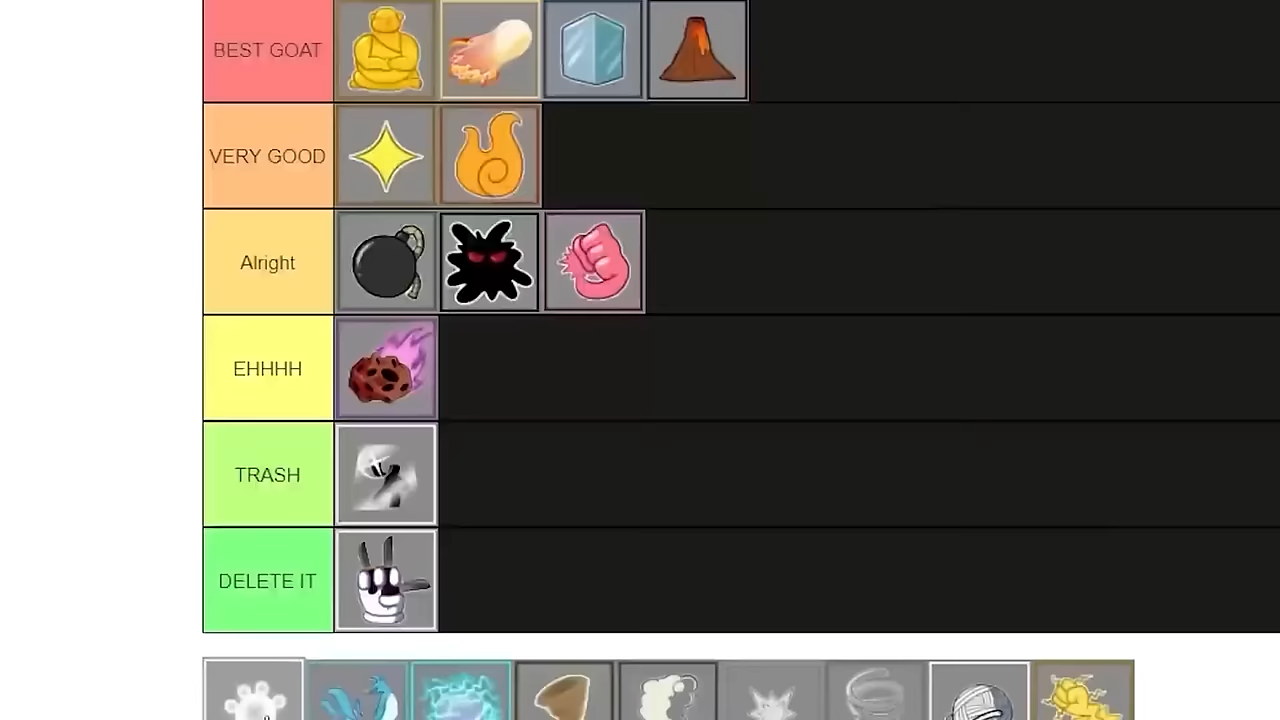 BEST GOAT
VERY GOOD
Alright
EHHHH
TRASH
DELETE IT